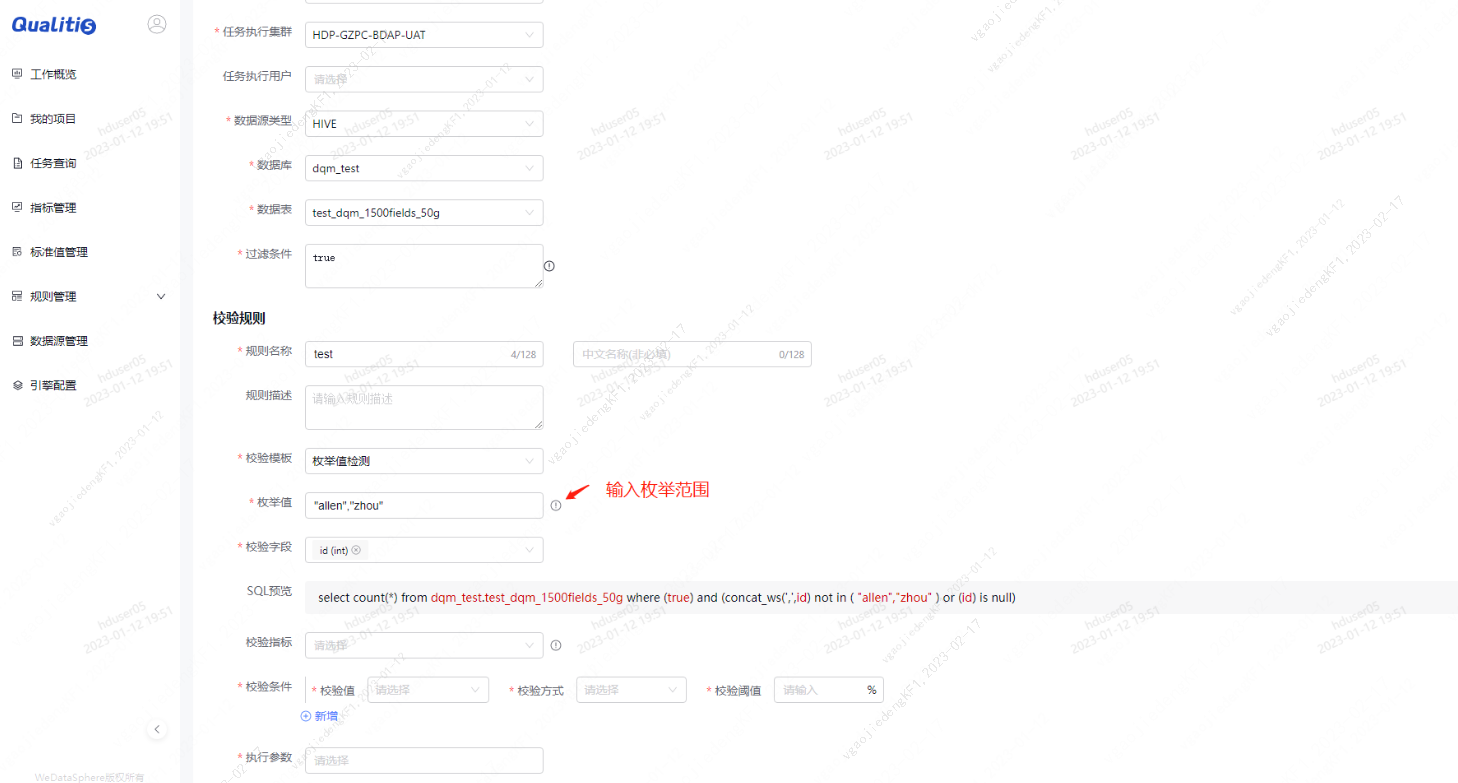 Qualitis
* 任务执行集群 HDP-GZPC-BDAP-UAT
任务执行用户 请选择
工作概览
* 数据源类型 HIVE
我的项目
* 数据库 dqm_test
任务查询
* 数据表 test_dqm_1500fields_50g
指标管理
* 过滤条件 true
标准值管理
规则管理
校验规则
数据源管理
* 规则名称 test 4/128 中文名称(非必填) 0/128
引擎配置
规则描述 请输入规则描述
* 校验模板 枚举值检测
* 枚举值 "allen","zhou" 输入枚举范围
* 校验字段 id (int)
SQL预览 select count(*) from dqm_test.test_dqm_1500fields_50g where (true) and (concat_ws(',',id) not in ( "allen","zhou" ) or (id) is null)
校验指标 请选择
* 校验条件 * 校验值 请选择 * 校验方式 请选择 * 校验阈值 请输入 %
新增
* 执行参数 请选择
WeDataSphere版权所有
hduser05
2023-01-12 19:51
vgaojiedengKF1, 2023-01-12
vgaojiedengKF1, 2023-02-17